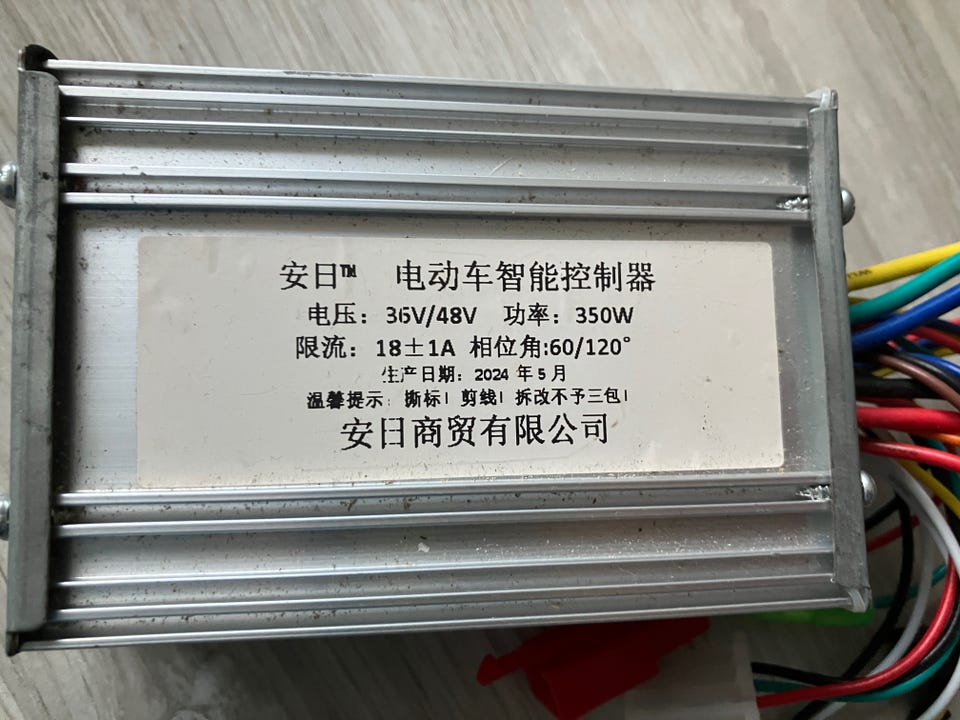 安日™ 电动车智能控制器
电压：36V/48V 功率：350W
限流：18±1A 相位角:60/120°
生产日期：2024 年 5 月
温馨提示：撕标！剪线！拆改不予三包！
安日商贸有限公司